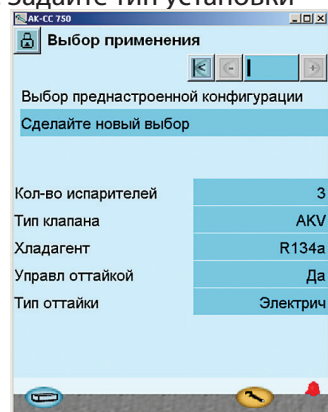 Задайте тип установки
AK-CC 750
Выбор применения
Выбор преднастроенной конфигурации
Сделайте новый выбор
Кол-во испарителей 3
Тип клапана AKV
Хладагент R134a
Управл оттайкой Да
Тип оттайки Электрич